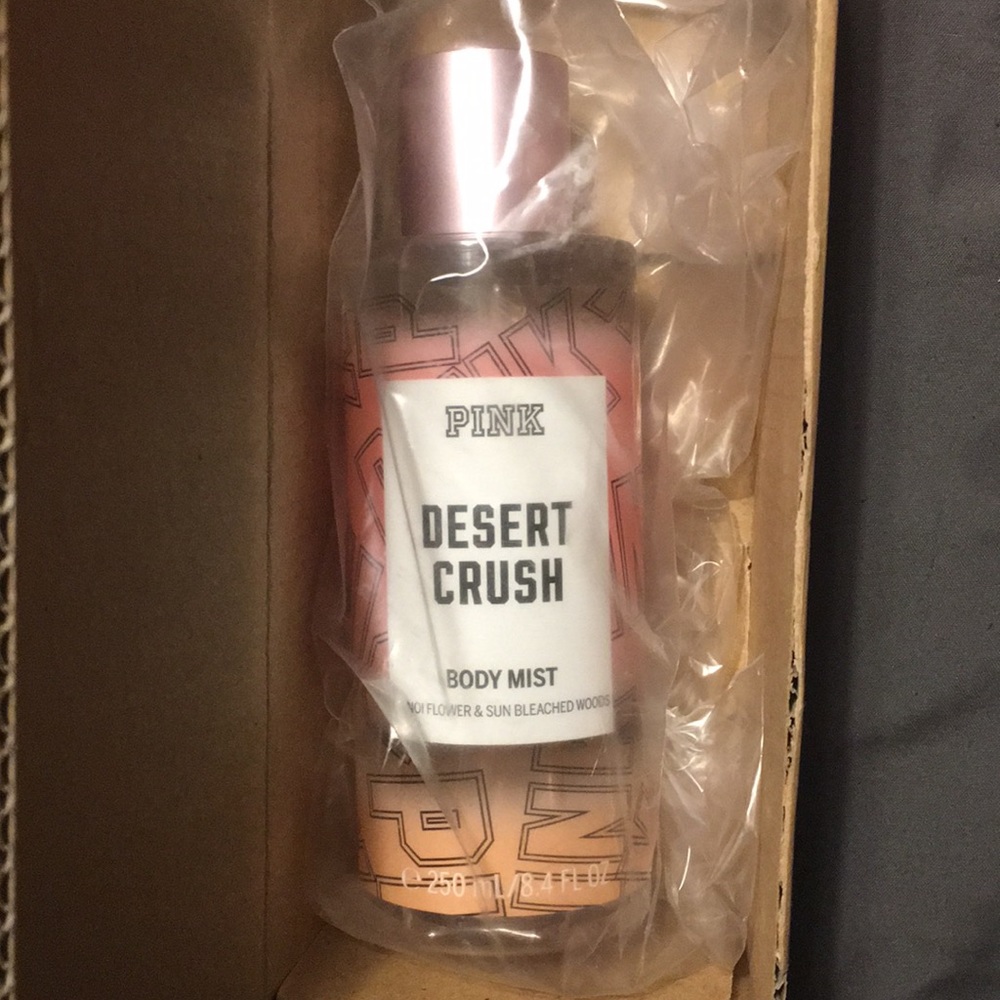 PINK
DESERT
CRUSH
BODY MIST
FLOWER & SUN BLEACHED WOODS
250 mL/8.4 FL OZ